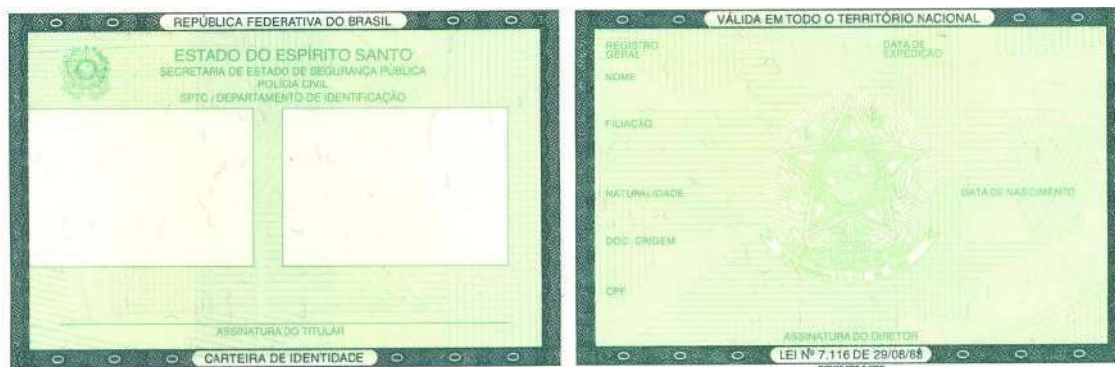 REPÚBLICA FEDERATIVA DO BRASIL
ESTADO DO ESPÍRITO SANTO
SECRETARIA DE ESTADO DE SEGURANÇA PÚBLICA
POLÍCIA CIVIL
SPTC / DEPARTAMENTO DE IDENTIFICAÇÃO
ASSINATURA DO TITULAR
CARTEIRA DE IDENTIDADE
VÁLIDA EM TODO O TERRITÓRIO NACIONAL
REGISTRO GERAL
DATA DE EXPEDIÇÃO
NOME
FILIAÇÃO
NATURALIDADE
DATA DE NASCIMENTO
DOC. ORIGEM
CPF
ASSINATURA DO DIRETOR
LEI Nº 7.116 DE 29/08/83